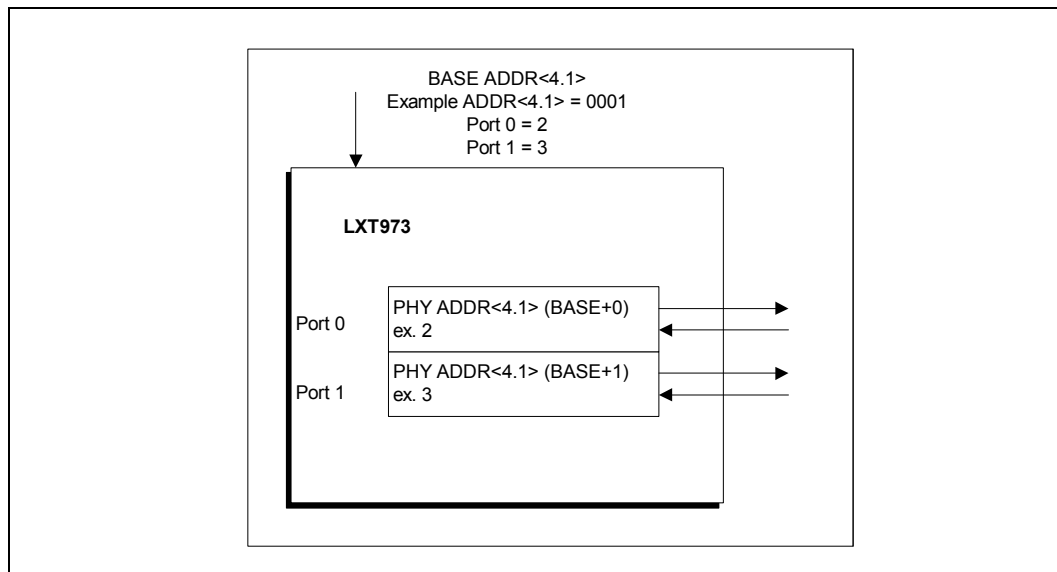 BASE ADDR<4.1>
Example ADDR<4.1> = 0001
Port 0 = 2
Port 1 = 3
LXT973
Port 0
PHY ADDR<4.1> (BASE+0)
ex. 2
Port 1
PHY ADDR<4.1> (BASE+1)
ex. 3